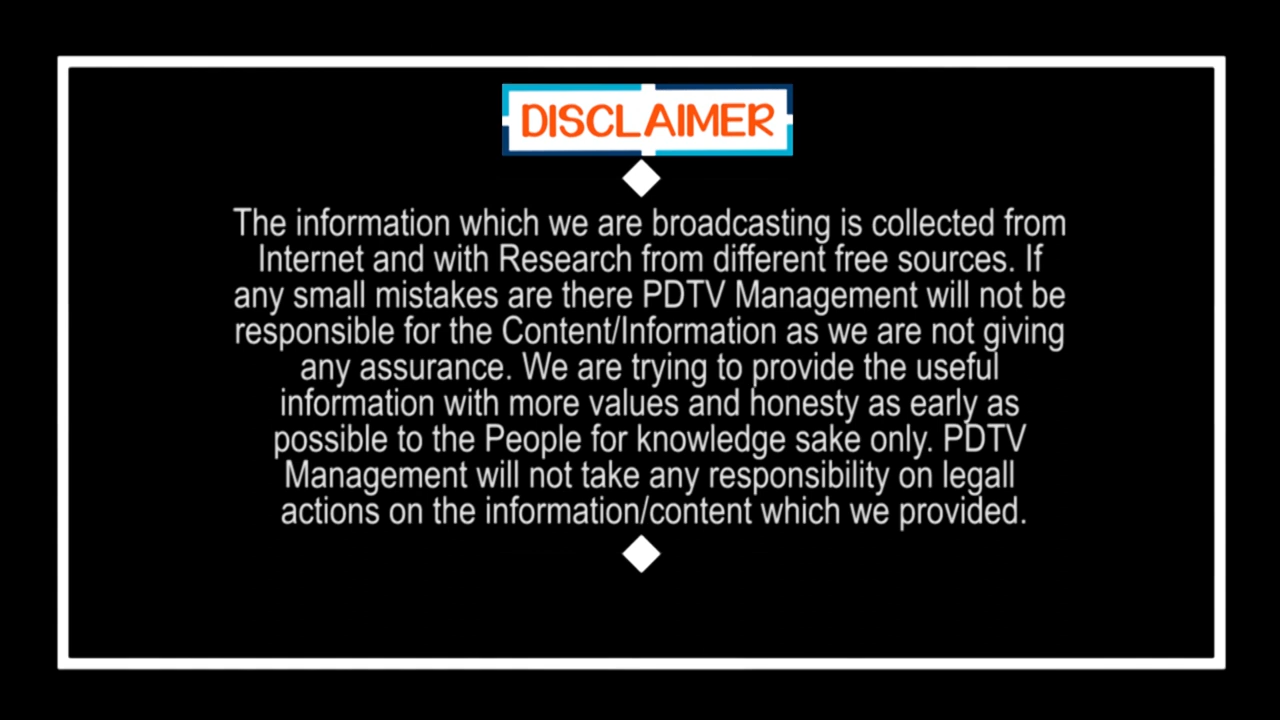 DISCLAIMER
The information which we are broadcasting is collected from
Internet and with Research from different free sources. If
any small mistakes are there PDTV Management will not be
responsible for the Content/Information as we are not giving
any assurance. We are trying to provide the useful
information with more values and honesty as early as
possible to the People for knowledge sake only. PDTV
Management will not take any responsibility on legall
actions on the information/content which we provided.